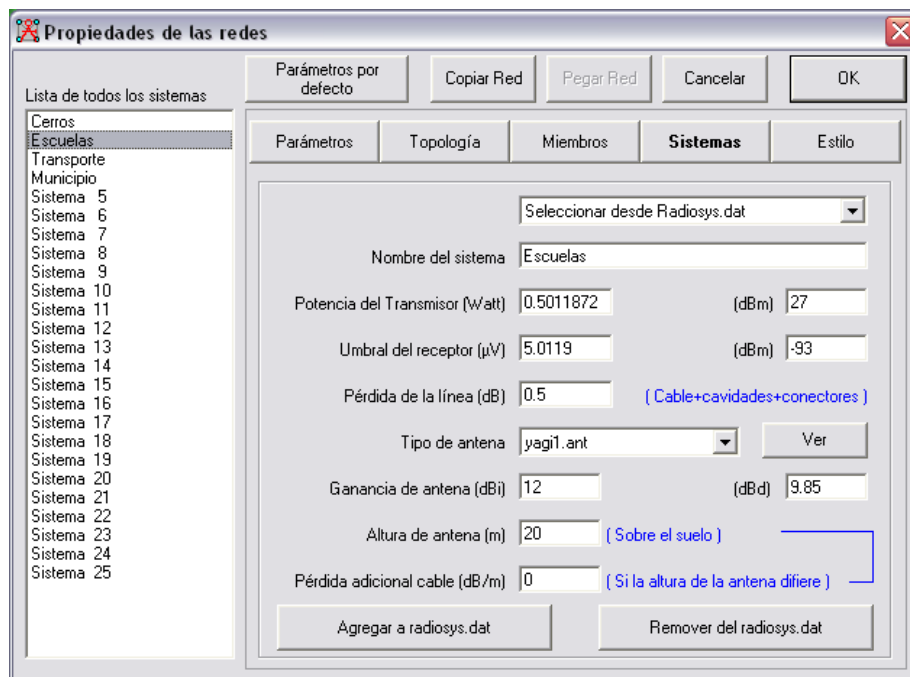 Propiedades de las redes
Parámetros por defecto
Copiar Red
Pegar Red
Cancelar
OK
Lista de todos los sistemas
Cerros
Escuelas
Transporte
Municipio
Sistema 5
Sistema 6
Sistema 7
Sistema 8
Sistema 9
Sistema 10
Sistema 11
Sistema 12
Sistema 13
Sistema 14
Sistema 15
Sistema 16
Sistema 17
Sistema 18
Sistema 19
Sistema 20
Sistema 21
Sistema 22
Sistema 23
Sistema 24
Sistema 25
Parámetros
Topología
Miembros
Sistemas
Estilo
Seleccionar desde Radiosys.dat
Nombre del sistema Escuelas
Potencia del Transmisor (Watt) 0.5011872 (dBm) 27
Umbral del receptor (µV) 5.0119 (dBm) -93
Pérdida de la línea (dB) 0.5 ( Cable+cavidades+conectores )
Tipo de antena yagi1.ant Ver
Ganancia de antena (dBi) 12 (dBd) 9.85
Altura de antena (m) 20 ( Sobre el suelo )
Pérdida adicional cable (dB/m) 0 ( Si la altura de la antena difiere )
Agregar a radiosys.dat
Remover del radiosys.dat